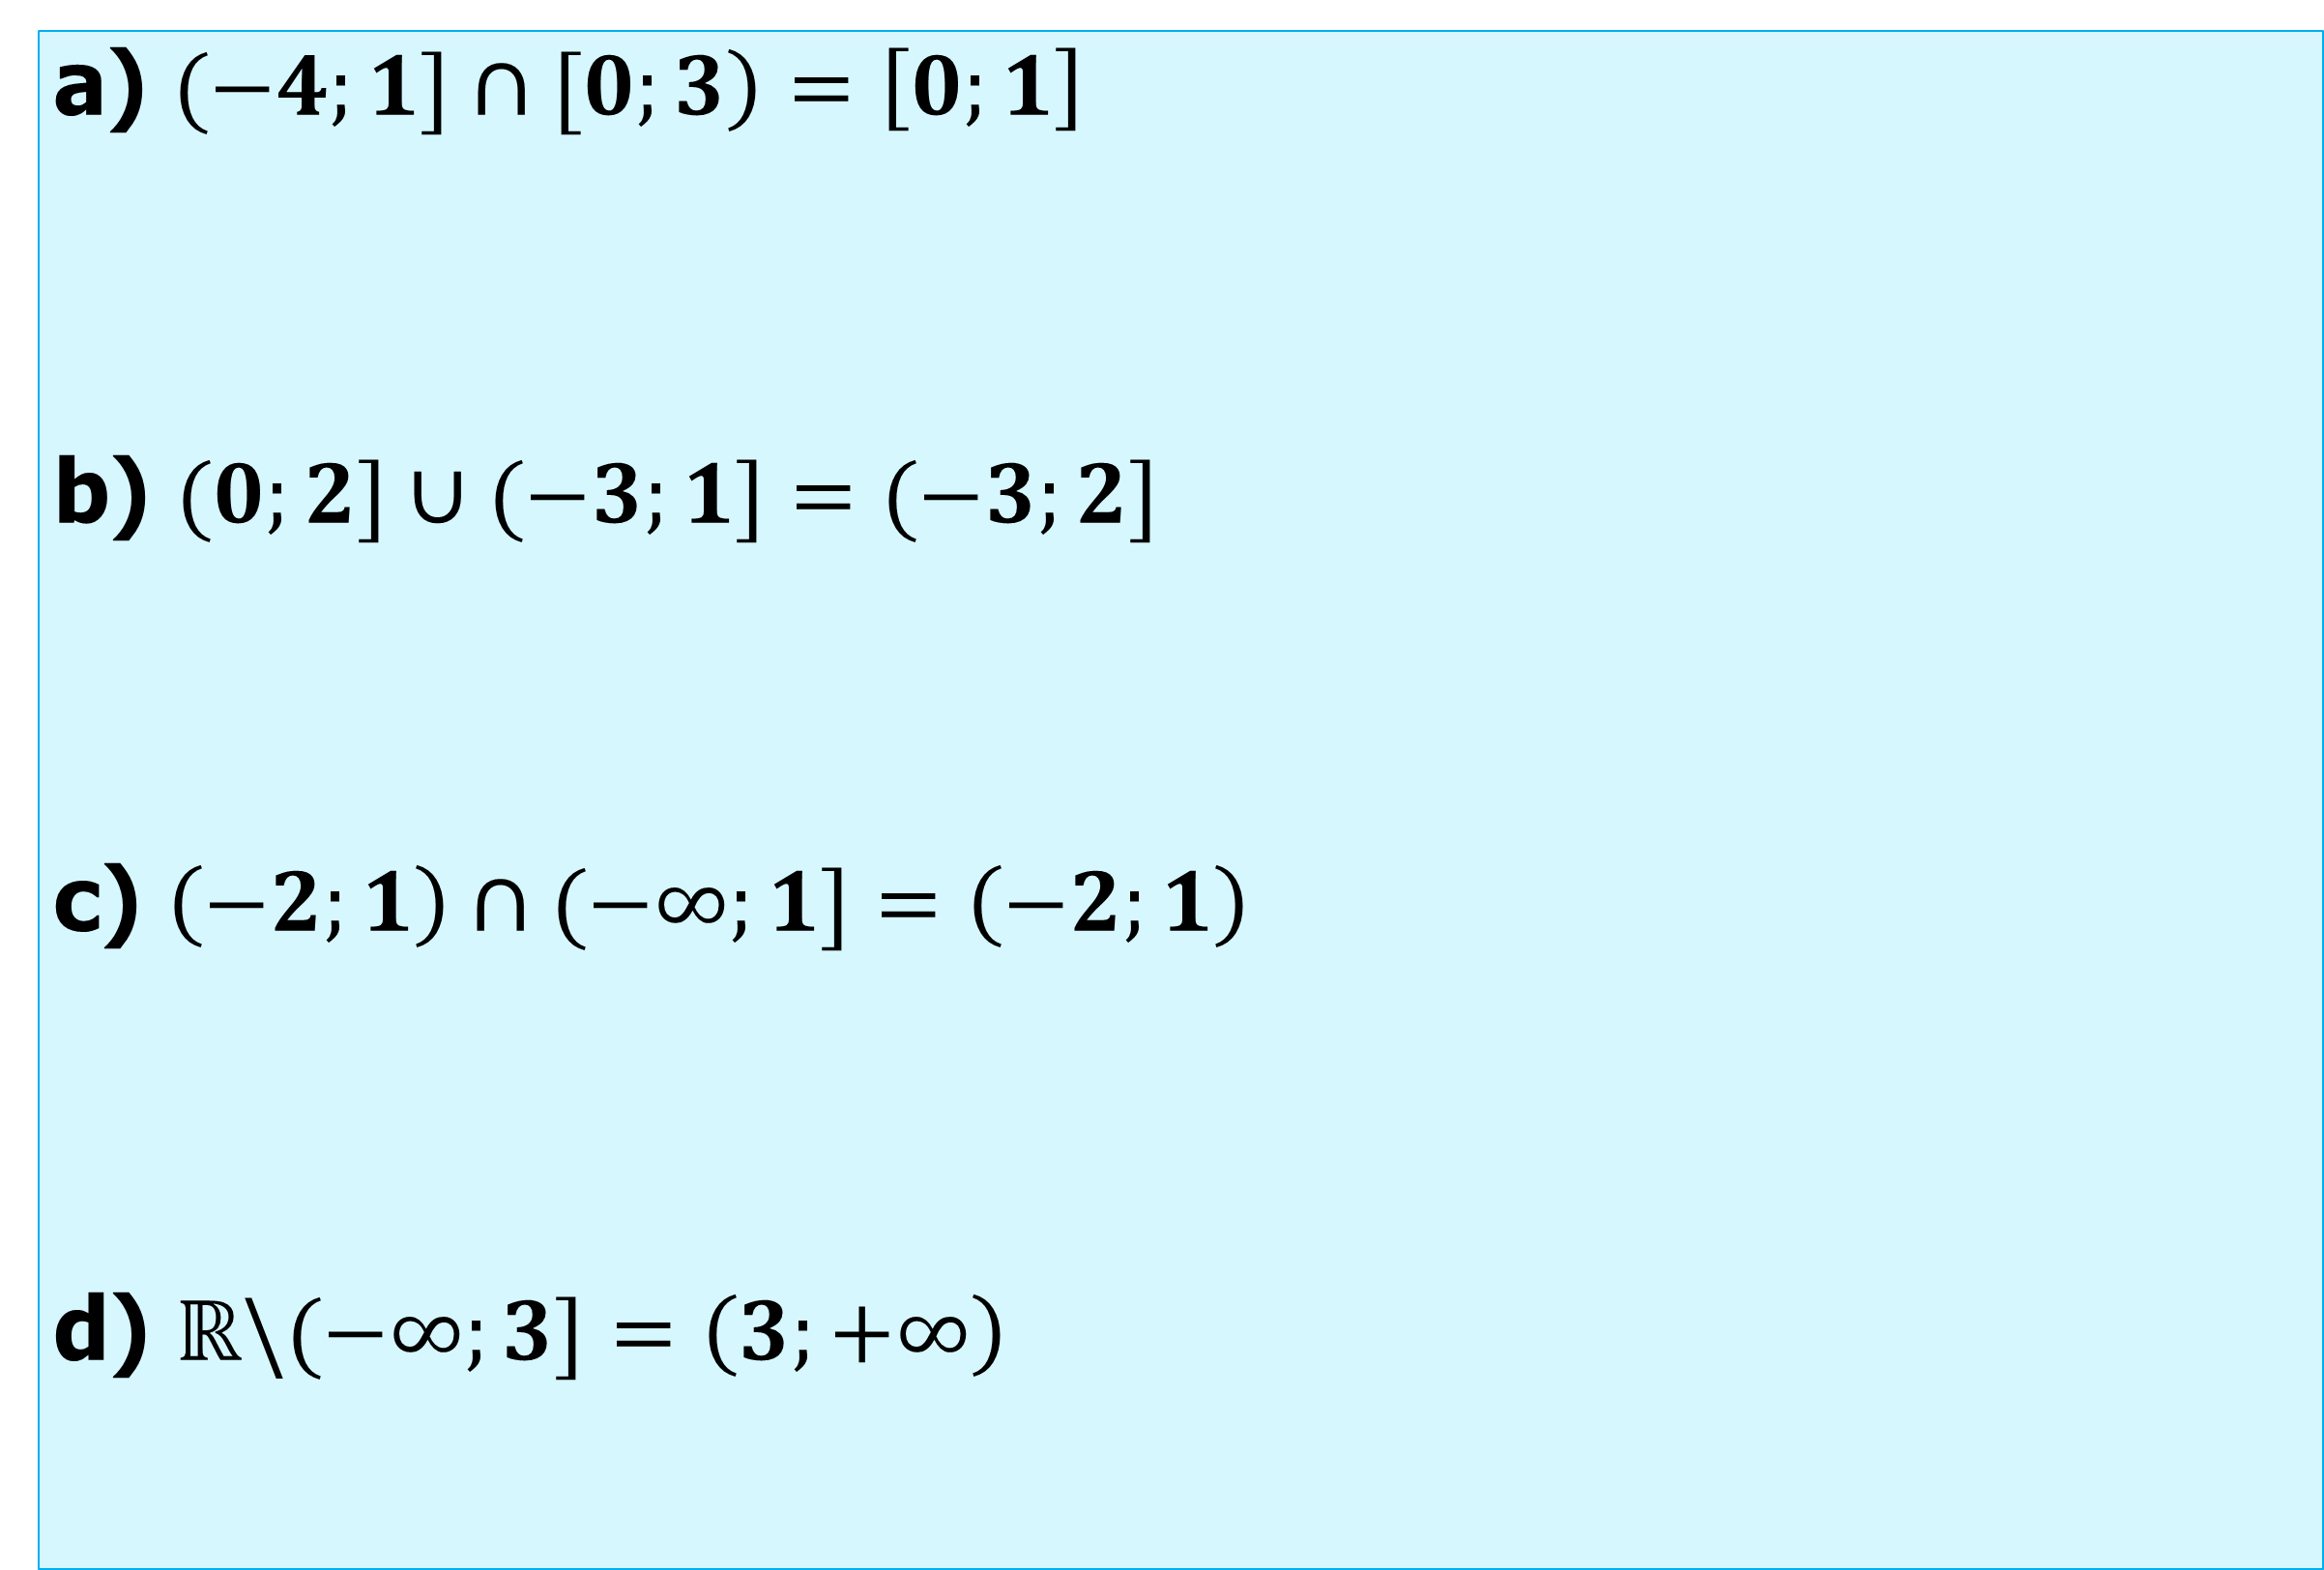 a) (−4; 1] ∩ [0; 3) = [0; 1]
b) (0; 2] ∪ (−3; 1] = (−3; 2]
c) (−2; 1) ∩ (−∞; 1] = (−2; 1)
d) ℝ\(−∞; 3] = (3; +∞)